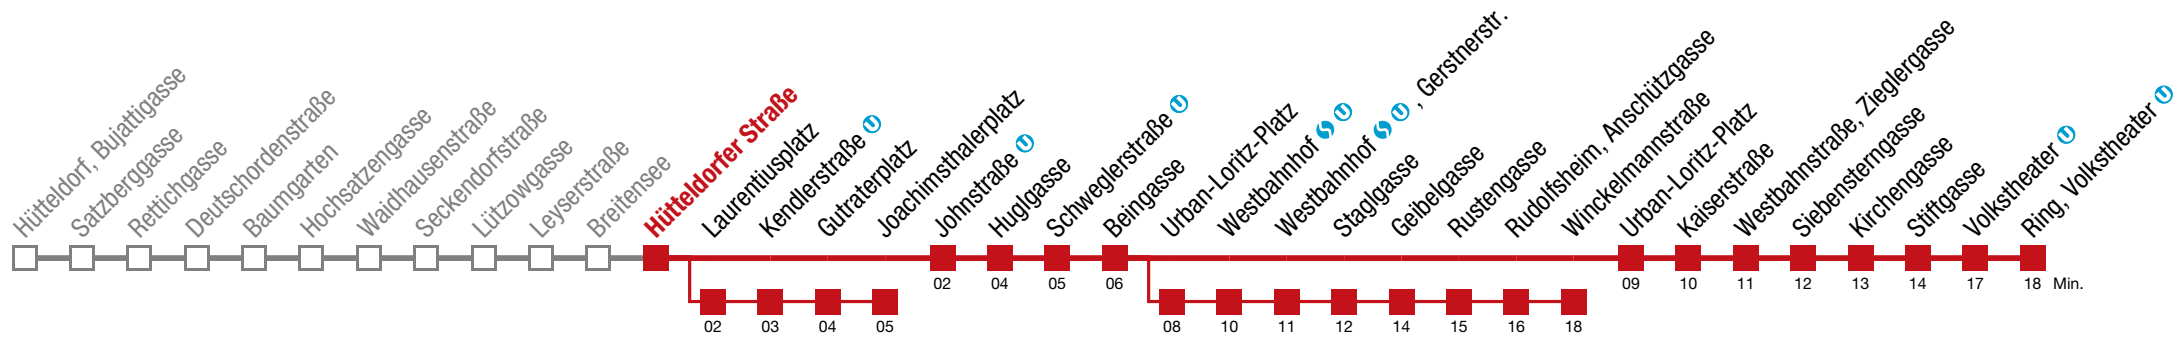 Hütteldorf, Bujattigasse
Satzberggasse
Rettichgasse
Deutschordenstraße
Baumgarten
Hochsatzengasse
Waidhausenstraße
Seckendorfstraße
Lützowgasse
Leyserstraße
Breitensee
Hütteldorfer Straße
Laurentiusplatz
Kendlerstraße U
Gutraterplatz
Joachimsthalerplatz
Johnstraße U
Huglgasse
Schweglerstraße U
Beingasse
Urban-Loritz-Platz
Westbahnhof S U
Westbahnhof S U, Gerstnerstr.
Staglgasse
Geibelgasse
Rustengasse
Rudolfsheim, Anschützgasse
Winckelmannstraße
Urban-Loritz-Platz
Kaiserstraße
Westbahnstraße, Zieglergasse
Siebensterngasse
Kirchengasse
Stiftgasse
Volkstheater U
Ring, Volkstheater U
02 04 05 06 09 10 11 12 13 14 17 18 Min.
02 03 04 05 08 10 11 12 14 15 16 18